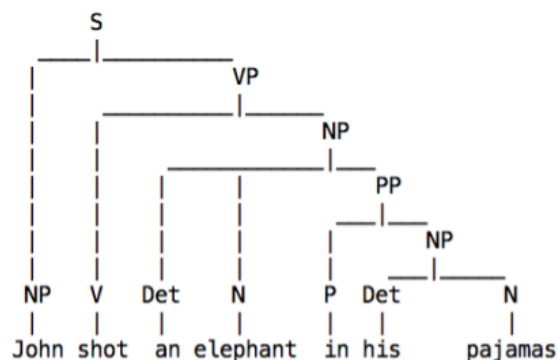 S
VP
NP
PP
NP
NP V Det N P Det N
John shot an elephant in his pajamas